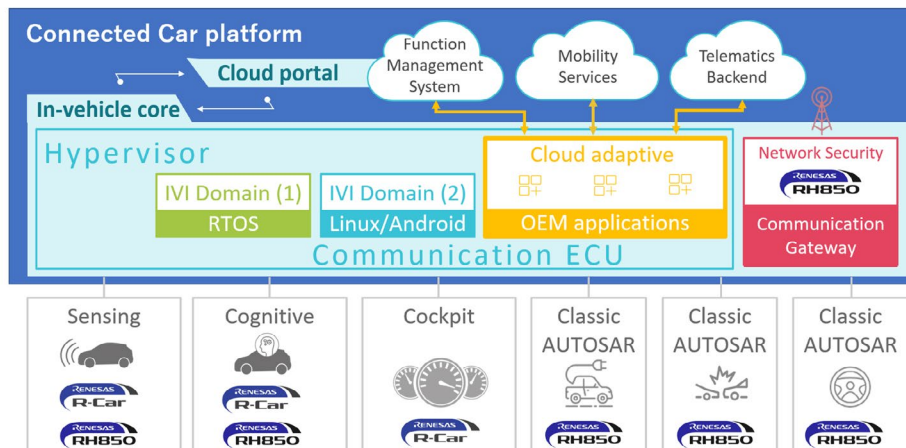 Connected Car platform
Cloud portal
In-vehicle core
Function
Management
System
Mobility
Services
Telematics
Backend
Hypervisor
IVI Domain (1)
RTOS
IVI Domain (2)
Linux/Android
Cloud adaptive
OEM applications
Communication ECU
Network Security
RENESAS
RH850
Communication
Gateway
Sensing
RENESAS
R-Car
RENESAS
RH850
Cognitive
RENESAS
R-Car
RENESAS
RH850
Cockpit
RENESAS
R-Car
Classic
AUTOSAR
RENESAS
RH850
Classic
AUTOSAR
RENESAS
RH850
Classic
AUTOSAR
RENESAS
RH850